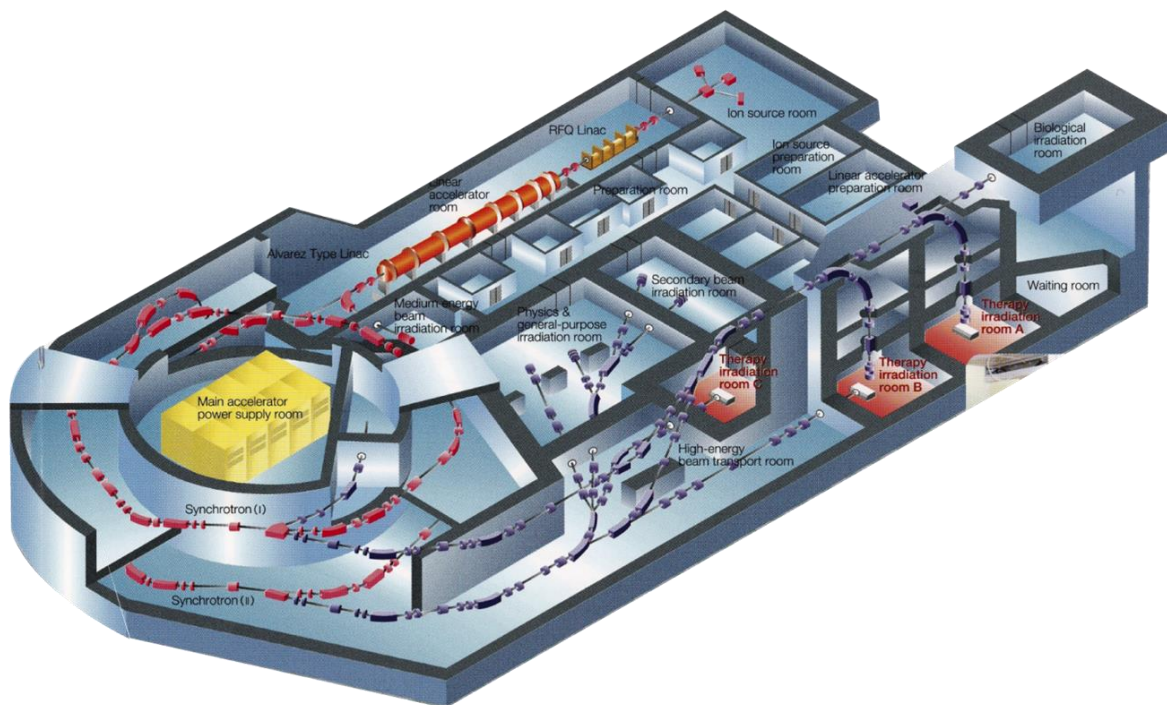 Ion source room
RFQ Linac
Biological
irradiation
room
Ion source
preparation
room
Linear accelerator
preparation room
Linear
accelerator
room
Preparation room
Alvarez Type Linac
Secondary beam
irradiation room
Waiting room
Medium energy
beam
irradiation room
Physics &
general-purpose
irradiation room
Therapy
irradiation
room A
Therapy
irradiation
room C
Therapy
irradiation
room B
Main accelerator
power supply room
High-energy
beam transport room
Synchrotron (I)
Synchrotron (II)